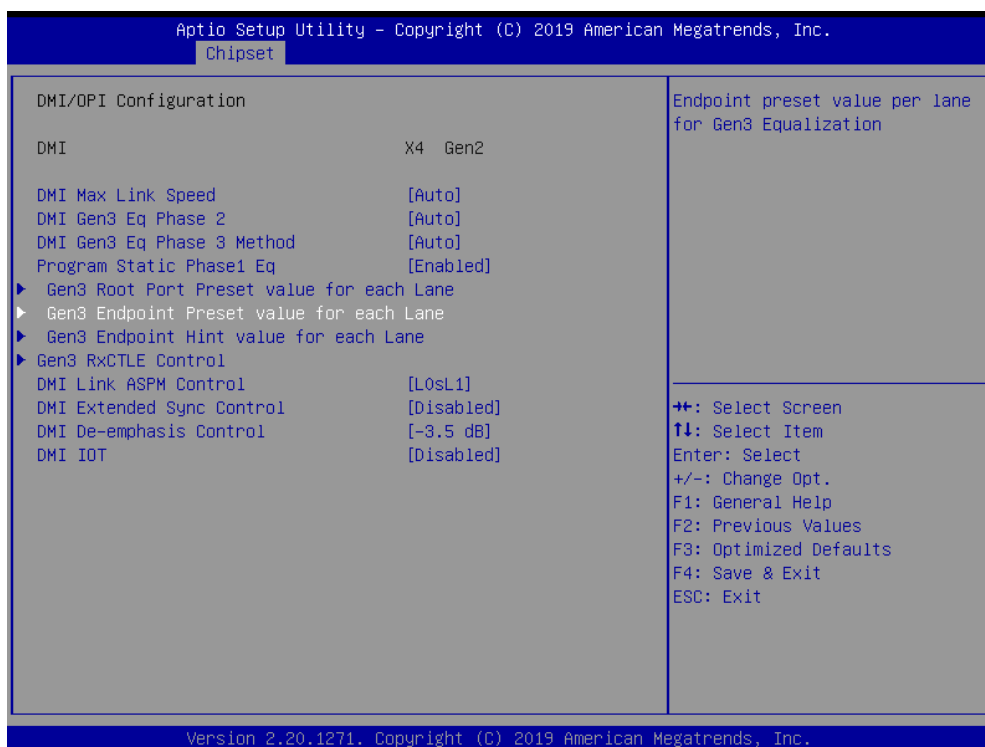 Aptio Setup Utility – Copyright (C) 2019 American Megatrends, Inc.
Chipset
DMI/OPI Configuration
DMI X4 Gen2
DMI Max Link Speed [Auto]
DMI Gen3 Eq Phase 2 [Auto]
DMI Gen3 Eq Phase 3 Method [Auto]
Program Static Phase1 Eq [Enabled]
Gen3 Root Port Preset value for each Lane
Gen3 Endpoint Preset value for each Lane
Gen3 Endpoint Hint value for each Lane
Gen3 RxCTLE Control
DMI Link ASPM Control [L0sL1]
DMI Extended Sync Control [Disabled]
DMI De-emphasis Control [-3.5 dB]
DMI IOT [Disabled]
Endpoint preset value per lane
for Gen3 Equalization
→←: Select Screen
↑↓: Select Item
Enter: Select
+/-: Change Opt.
F1: General Help
F2: Previous Values
F3: Optimized Defaults
F4: Save & Exit
ESC: Exit
Version 2.20.1271. Copyright (C) 2019 American Megatrends, Inc.